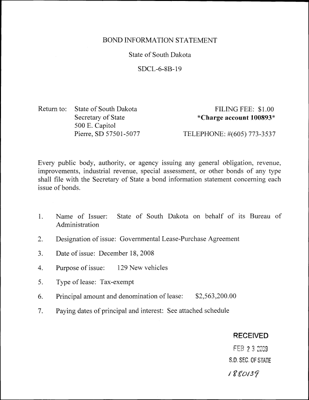 BOND INFORMATION STATEMENT
State of South Dakota
SDCL-6-8B-19
Return to: State of South Dakota FILING FEE: $1.00
Secretary of State *Charge account 100893*
500 E. Capitol
Pierre, SD 57501-5077 TELEPHONE: #(605) 773-3537
Every public body, authority, or agency issuing any general obligation, revenue,
improvements, industrial revenue, special assessment, or other bonds of any type
shall file with the Secretary of State a bond information statement concerning each
issue of bonds.
1. Name of Issuer: State of South Dakota on behalf of its Bureau of
Administration
2. Designation of issue: Governmental Lease-Purchase Agreement
3. Date of issue: December 18, 2008
4. Purpose of issue: 129 New vehicles
5. Type of lease: Tax-exempt
6. Principal amount and denomination of lease: $2,563,200.00
7. Paying dates of principal and interest: See attached schedule
RECEIVED
FEB 23 2009
S.D. SEC. OF STATE
1880139